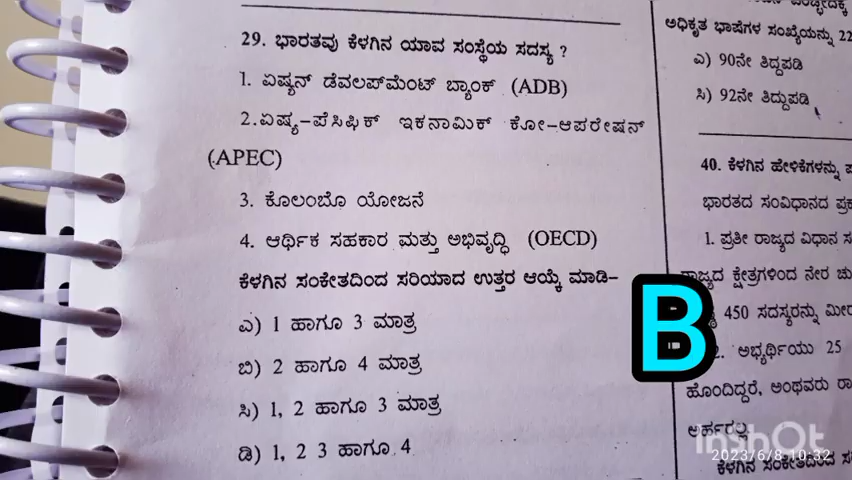 29. ಭಾರತವು ಕೆಳಗಿನ ಯಾವ ಸಂಸ್ಥೆಯ ಸದಸ್ಯ ?
1. ಏಷ್ಯನ್ ಡೆವಲಪ್‌ಮೆಂಟ್ ಬ್ಯಾಂಕ್ (ADB)
2.ಏಷ್ಯ-ಪೆಸಿಫಿಕ್ ಇಕನಾಮಿಕ್ ಕೋ-ಆಪರೇಷನ್
(APEC)
3. ಕೊಲಂಬೊ ಯೋಜನೆ
4. ಆರ್ಥಿಕ ಸಹಕಾರ ಮತ್ತು ಅಭಿವೃದ್ಧಿ (OECD)
ಕೆಳಗಿನ ಸಂಕೇತದಿಂದ ಸರಿಯಾದ ಉತ್ತರ ಆಯ್ಕೆ ಮಾಡಿ-
ಎ) 1 ಹಾಗೂ 3 ಮಾತ್ರ
ಬಿ) 2 ಹಾಗೂ 4 ಮಾತ್ರ
ಸಿ) 1, 2 ಹಾಗೂ 3 ಮಾತ್ರ
ಡಿ) 1, 2 3 ಹಾಗೂ 4
ಅಧಿಕೃತ ಭಾಷೆಗಳ ಸಂಖ್ಯೆಯನ್ನು 22
ಎ) 90ನೇ ತಿದ್ದುಪಡಿ
ಸಿ) 92ನೇ ತಿದ್ದುಪಡಿ
40. ಕೆಳಗಿನ ಹೇಳಿಕೆಗಳನ್ನು
ಭಾರತದ ಸಂವಿಧಾನದ
1. ಪ್ರತೀ ರಾಜ್ಯದ ವಿಧಾನ
ರಾಜ್ಯದ ಕ್ಷೇತ್ರಗಳಿಂದ ನೇರ
450 ಸದಸ್ಯರನ್ನು
2. ಅಭ್ಯರ್ಥಿಯು 25
ಹೊಂದಿದ್ದರೆ, ಅಂಥವರು
ಅರ್ಹರಲ್ಲ
ಕೆಳಗಿನ ಸಂಕೇತದಿಂದ
B
InShOt
2023/6/8 10:32